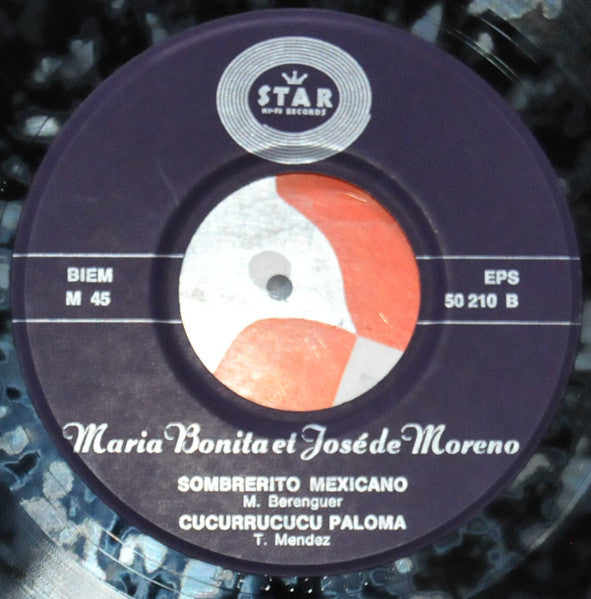 STAR
HI-FI RECORDS
BIEM
M 45
EPS
50 210 B
Maria Bonita et José de Moreno
SOMBRERITO MEXICANO
M. Berenguer
CUCURRUCUCU PALOMA
T. Mendez